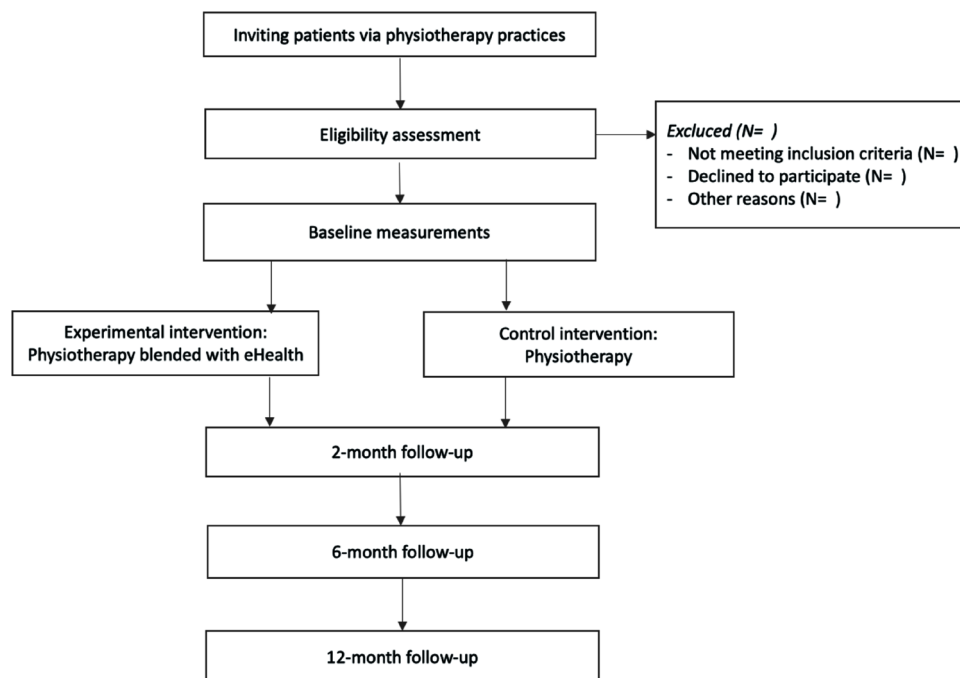 Inviting patients via physiotherapy practices
Eligibility assessment
Excluded (N=  )
- Not meeting inclusion criteria (N=  )
- Declined to participate (N=  )
- Other reasons (N=  )
Baseline measurements
Experimental intervention:
Physiotherapy blended with eHealth
Control intervention:
Physiotherapy
2-month follow-up
6-month follow-up
12-month follow-up